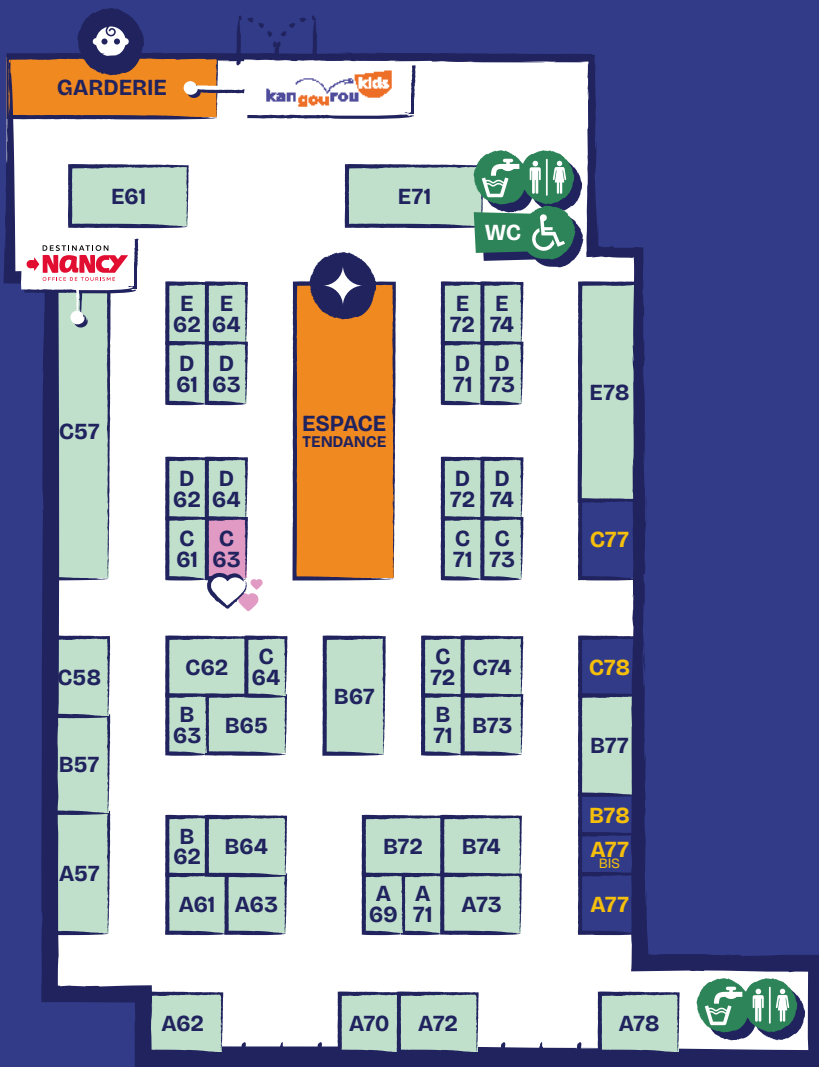 GARDERIE
kangourou kids
E61
E71
WC
DESTINATION
NANCY
OFFICE DE TOURISME
E 62
E 64
E 72
E 74
D 61
D 63
D 71
D 73
E78
C57
ESPACE
TENDANCE
D 62
D 64
D 72
D 74
C 61
C 63
C 71
C 73
C77
C58
C62
C 64
B67
C 72
C74
C78
B 63
B65
B 71
B73
B77
B57
B78
B 62
B64
B72
B74
A77
BIS
A57
A61
A63
A 69
A 71
A73
A77
A62
A70
A72
A78